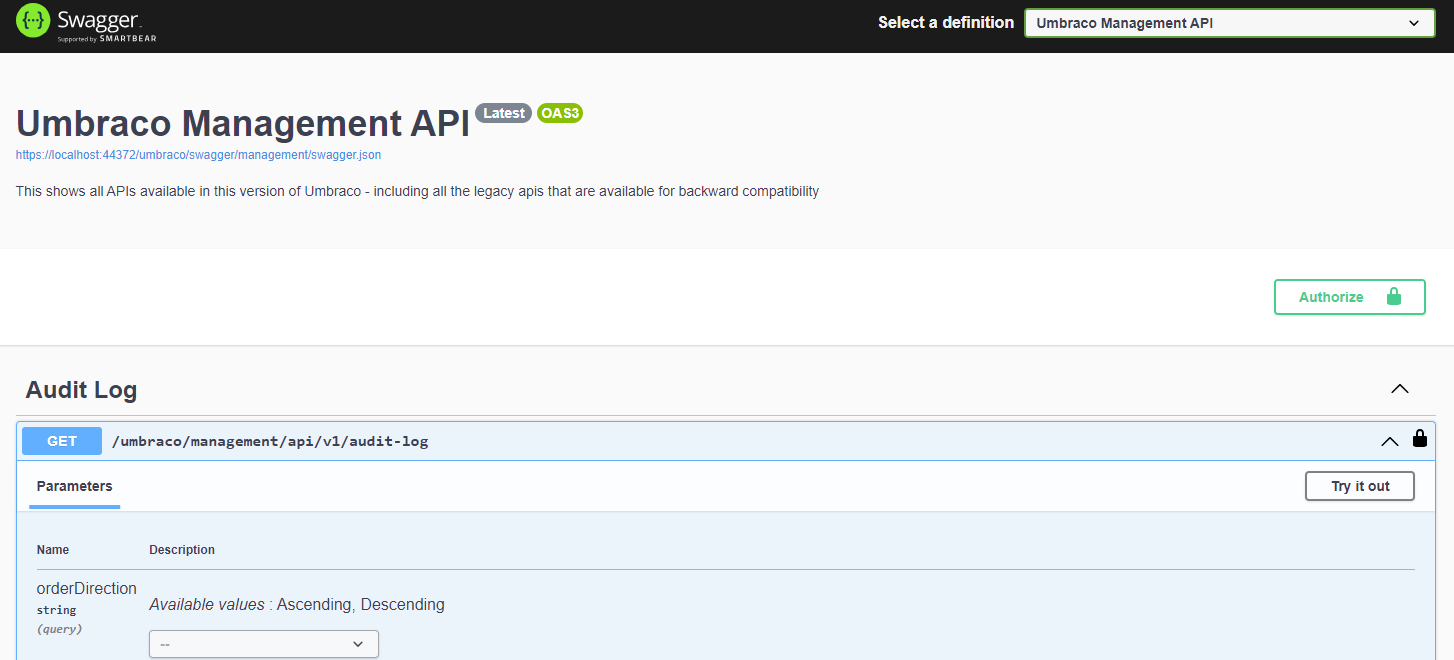 Swagger.
Supported by SMARTBEAR
Select a definition
Umbraco Management API
Umbraco Management API Latest OAS3
https://localhost:44372/umbraco/swagger/management/swagger.json
This shows all APIs available in this version of Umbraco - including all the legacy apis that are available for backward compatibility
Authorize
Audit Log
GET /umbraco/management/api/v1/audit-log
Parameters
Try it out
Name Description
orderDirection
string
(query)
Available values : Ascending, Descending
--